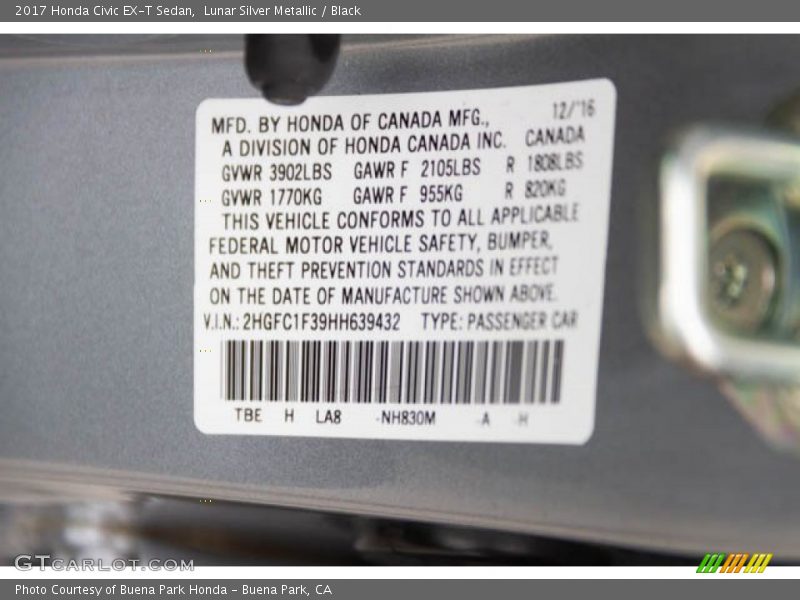 2017 Honda Civic EX-T Sedan, Lunar Silver Metallic / Black
12/'16
MFD. BY HONDA OF CANADA MFG.,
A DIVISION OF HONDA CANADA INC. CANADA
GVWR 3902LBS GAWR F 2105LBS R 1808LBS
GVWR 1770KG GAWR F 955KG R 820KG
THIS VEHICLE CONFORMS TO ALL APPLICABLE
FEDERAL MOTOR VEHICLE SAFETY, BUMPER,
AND THEFT PREVENTION STANDARDS IN EFFECT
ON THE DATE OF MANUFACTURE SHOWN ABOVE.
V.I.N.: 2HGFC1F39HH639432 TYPE: PASSENGER CAR
TBE H LA8 -NH830M -A -H
GTCARLOT.COM
Photo Courtesy of Buena Park Honda - Buena Park, CA